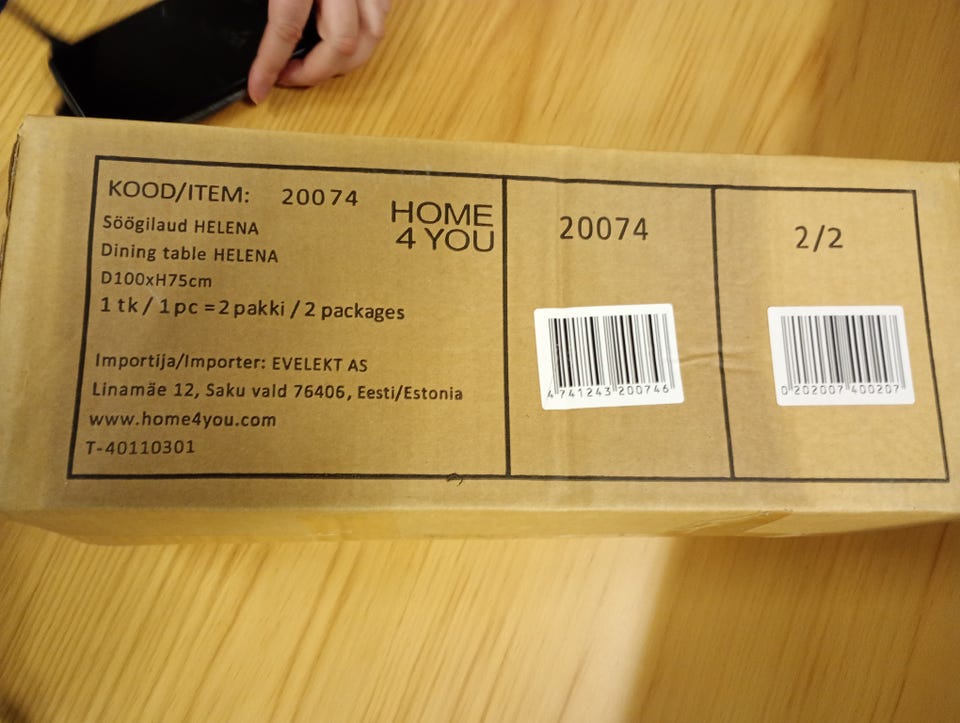 KOOD/ITEM: 20074
HOME
4 YOU
Söögilaud HELENA
Dining table HELENA
D100xH75cm
1 tk / 1 pc = 2 pakki / 2 packages
Importija/Importer: EVELEKT AS
Linamäe 12, Saku vald 76406, Eesti/Estonia
www.home4you.com
T-40110301
20074
4 741243 200746
2/2
0 202007 400207